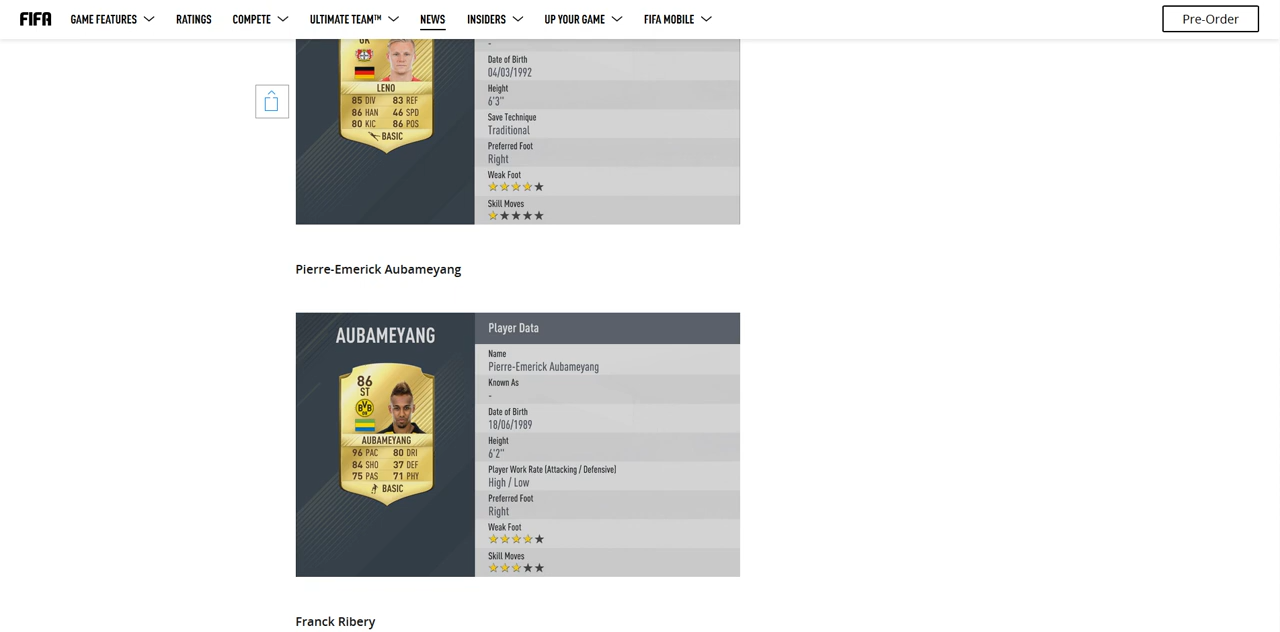 FIFA GAME FEATURES RATINGS COMPETE ULTIMATE TEAM™ NEWS INSIDERS UP YOUR GAME FIFA MOBILE Pre-Order
GK
LENO
85 DIV 83 REF
86 HAN 46 SPD
80 KIC 86 POS
BASIC
-
Date of Birth
04/03/1992
Height
6'3"
Save Technique
Traditional
Preferred Foot
Right
Weak Foot
Skill Moves
Pierre-Emerick Aubameyang
AUBAMEYANG
86
ST
BVB
09
AUBAMEYANG
96 PAC 80 DRI
84 SHO 37 DEF
75 PAS 71 PHY
BASIC
Player Data
Name
Pierre-Emerick Aubameyang
Known As
-
Date of Birth
18/06/1989
Height
6'2"
Player Work Rate (Attacking / Defensive)
High / Low
Preferred Foot
Right
Weak Foot
Skill Moves
Franck Ribery